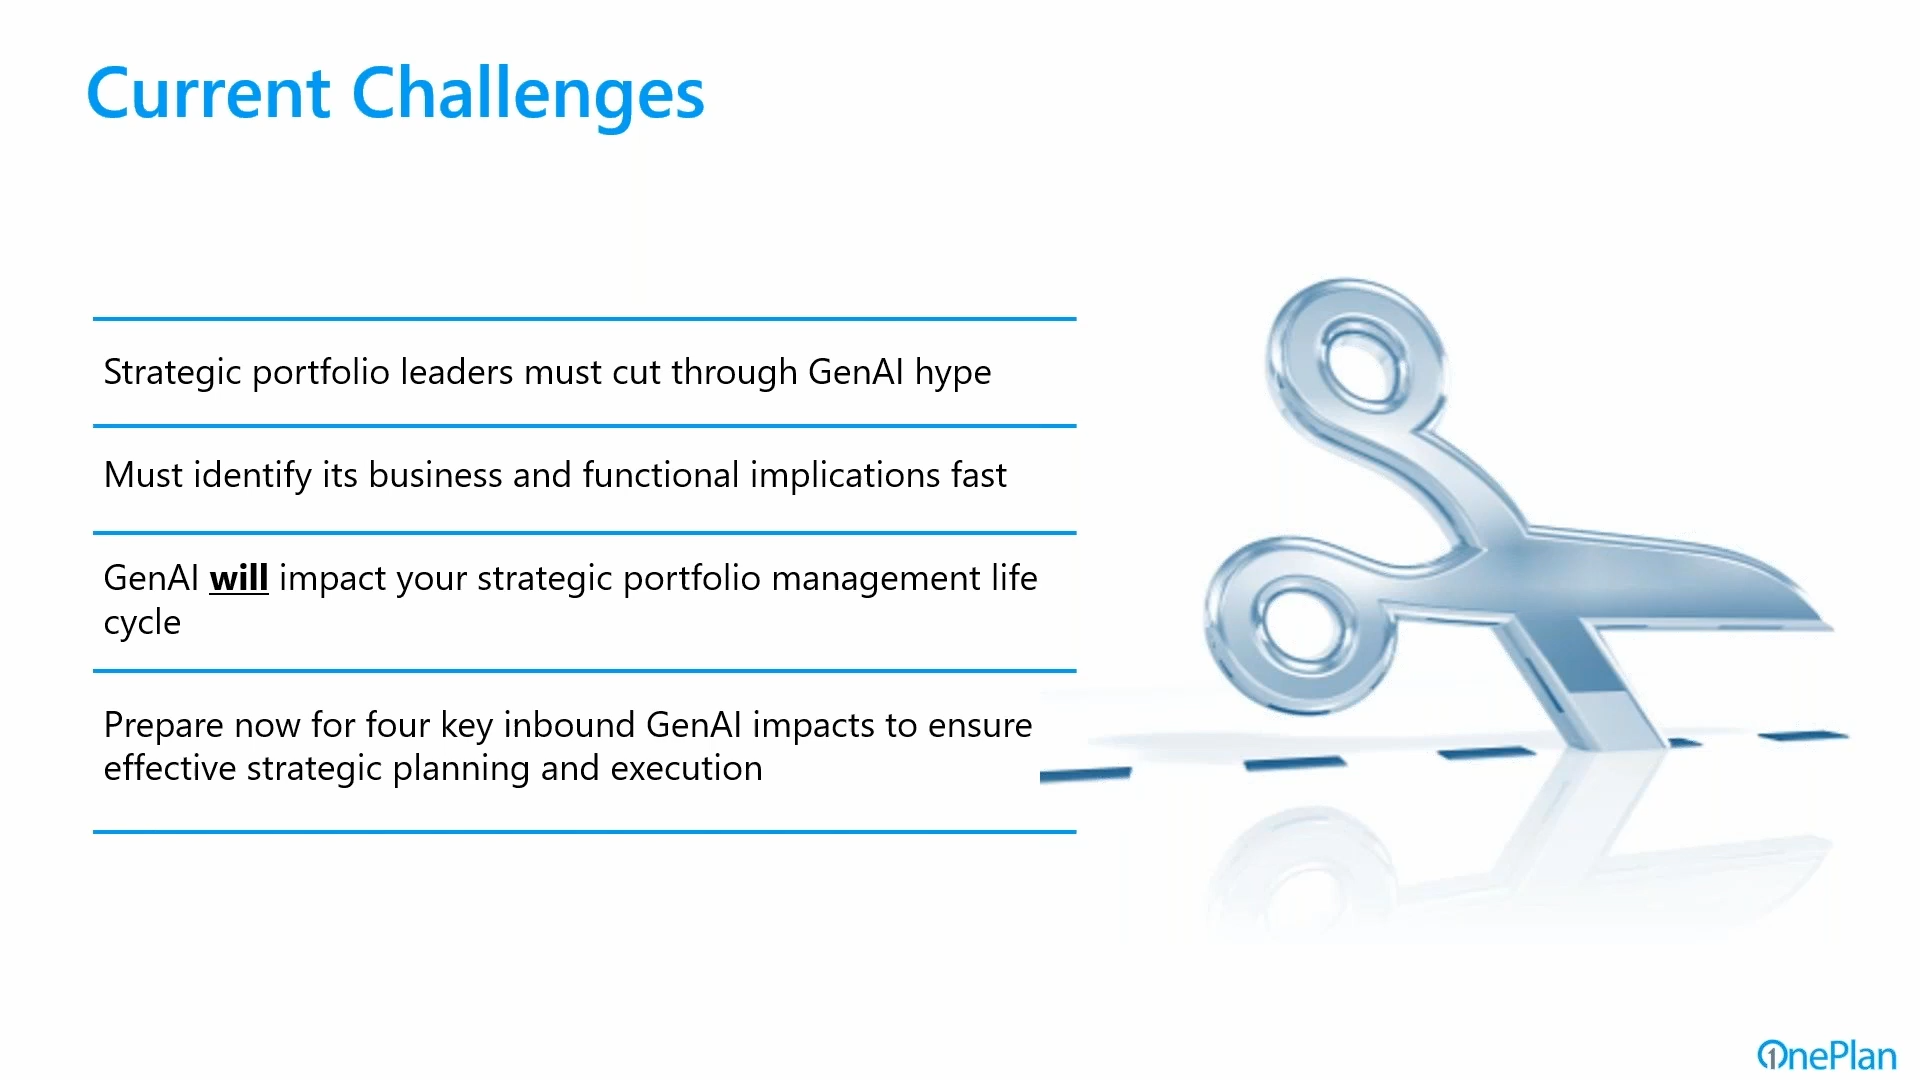 Current Challenges
Strategic portfolio leaders must cut through GenAI hype
Must identify its business and functional implications fast
GenAI will impact your strategic portfolio management life
cycle
Prepare now for four key inbound GenAI impacts to ensure
effective strategic planning and execution
OnePlan